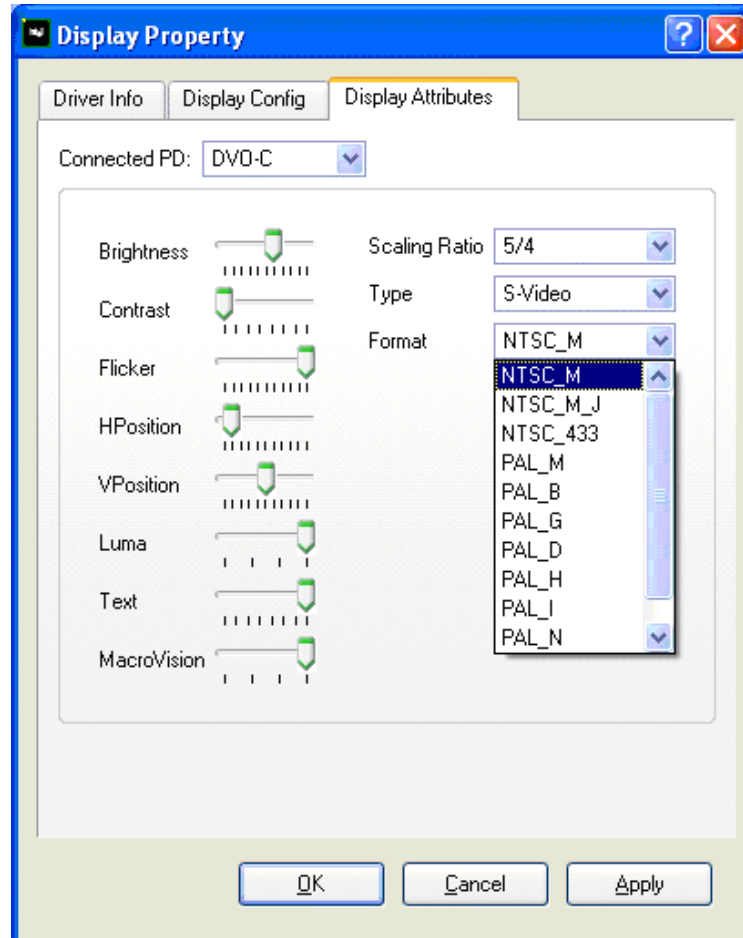 Display Property
Driver Info Display Config Display Attributes
Connected PD: DVO-C
Brightness
Contrast
Flicker
HPosition
VPosition
Luma
Text
MacroVision
Scaling Ratio 5/4
Type S-Video
Format NTSC_M
NTSC_M
NTSC_M_J
NTSC_433
PAL_M
PAL_B
PAL_G
PAL_D
PAL_H
PAL_I
PAL_N
OK Cancel Apply